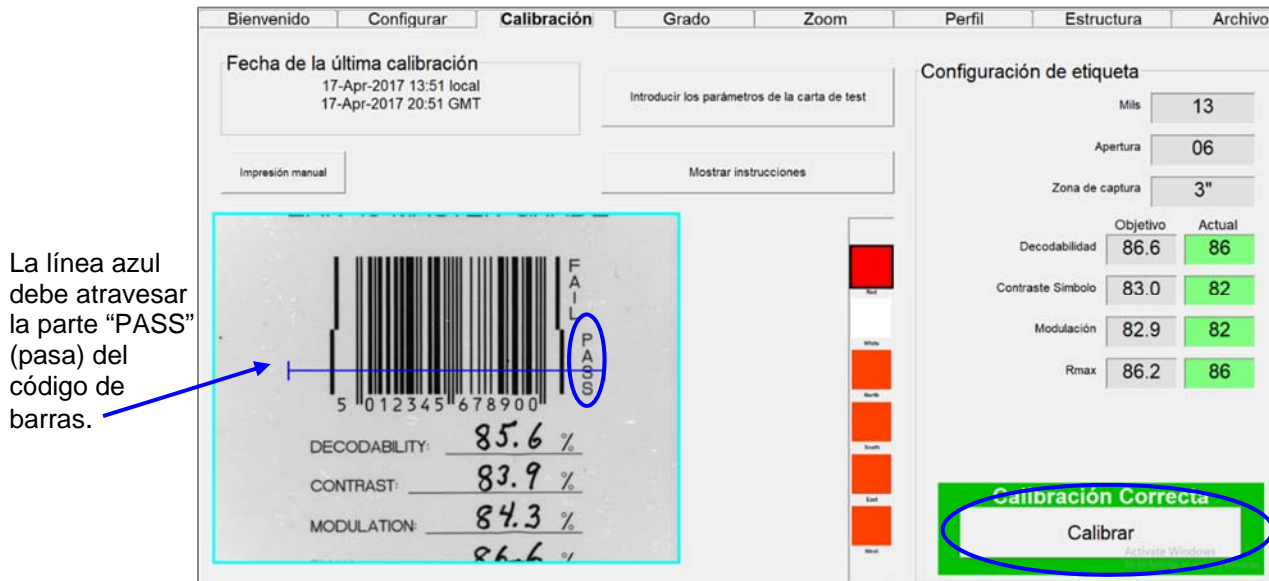 Bienvenido Configurar Calibración Grado Zoom Perfil Estructura Archivo
Fecha de la última calibración
17-Apr-2017 13:51 local
17-Apr-2017 20:51 GMT
Introducir los parámetros de la carta de test
Impresión manual
Mostrar instrucciones
La línea azul
debe atravesar
la parte “PASS”
(pasa) del
código de
barras.
FAIL
PASS
5 012345 678900
DECODABILITY: 85.6 %
CONTRAST: 83.9 %
MODULATION: 84.3 %
Red
White
North
South
East
West
Configuración de etiqueta
Mils 13
Apertura 06
Zona de captura 3"
Objetivo Actual
Decodabilidad 86.6 86
Contraste Simbolo 83.0 82
Modulación 82.9 82
Rmax 86.2 86
Calibración Correcta
Calibrar
Activate Windows